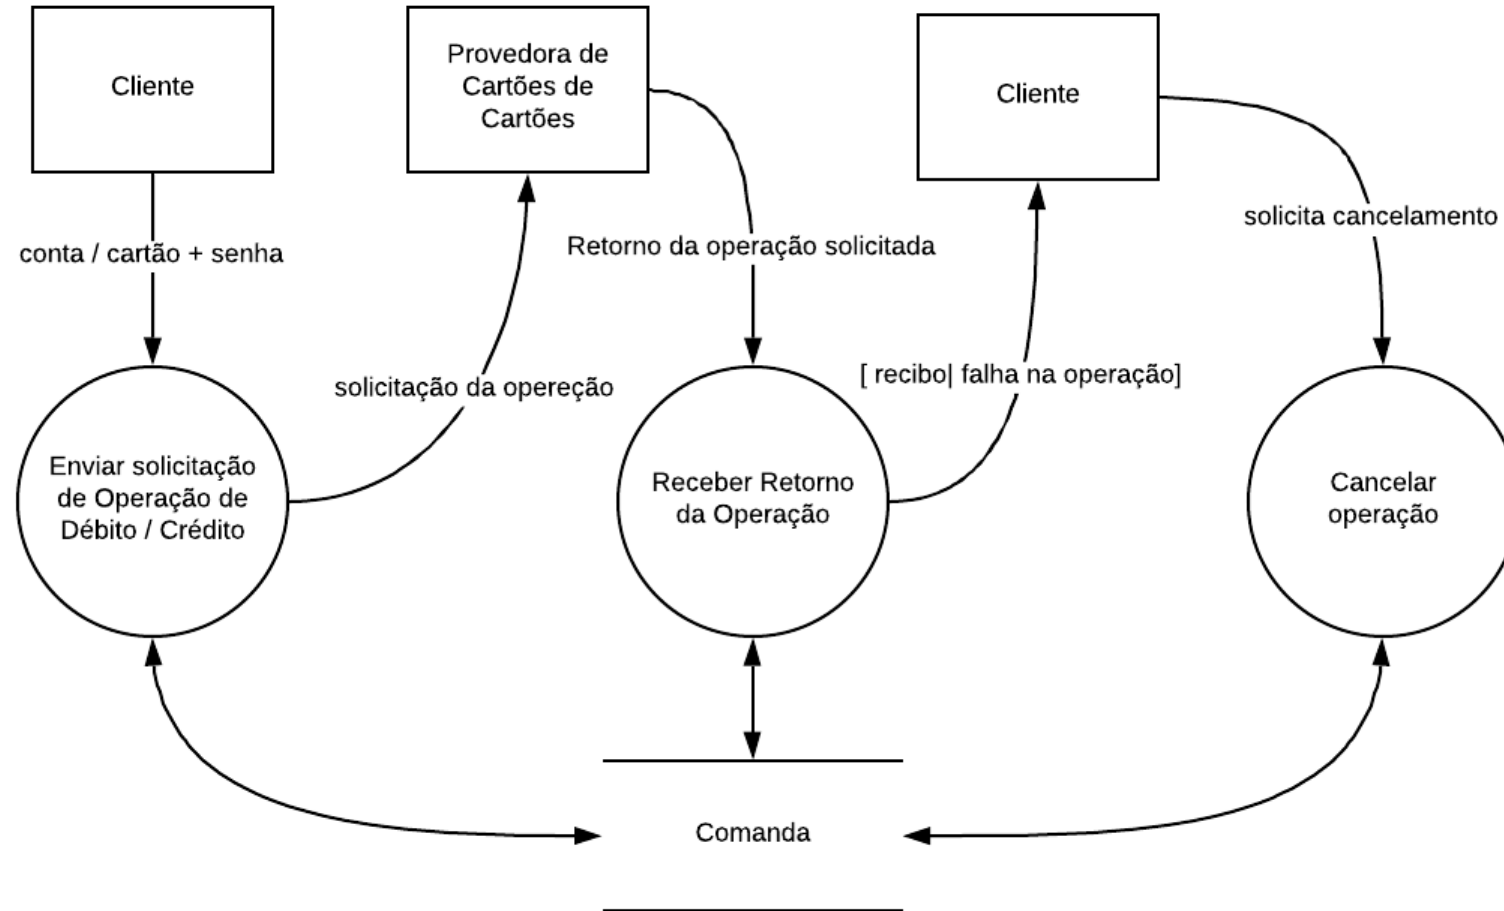 Cliente
Provedora de
Cartões de
Cartões
Cliente
conta / cartão + senha
Retorno da operação solicitada
solicita cancelamento
solicitação da opereção
[ recibo| falha na operação]
Enviar solicitação
de Operação de
Débito / Crédito
Receber Retorno
da Operação
Cancelar
operação
Comanda